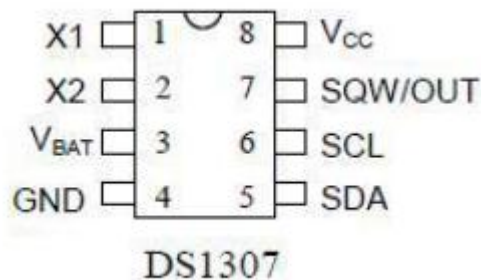 X1 1 8 VCC
X2 2 7 SQW/OUT
VBAT 3 6 SCL
GND 4 5 SDA
DS1307